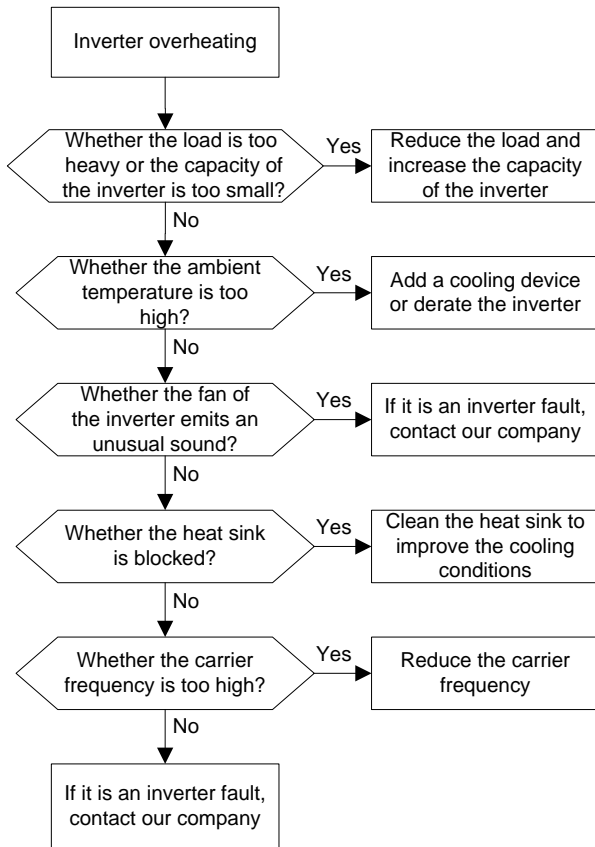 Inverter overheating
Whether the load is too
heavy or the capacity of
the inverter is too small?
Yes
Reduce the load and
increase the capacity
of the inverter
No
Whether the ambient
temperature is too
high?
Yes
Add a cooling device
or derate the inverter
No
Whether the fan of
the inverter emits an
unusual sound?
Yes
If it is an inverter fault,
contact our company
No
Whether the heat sink
is blocked?
Yes
Clean the heat sink to
improve the cooling
conditions
No
Whether the carrier
frequency is too high?
Yes
Reduce the carrier
frequency
No
If it is an inverter fault,
contact our company